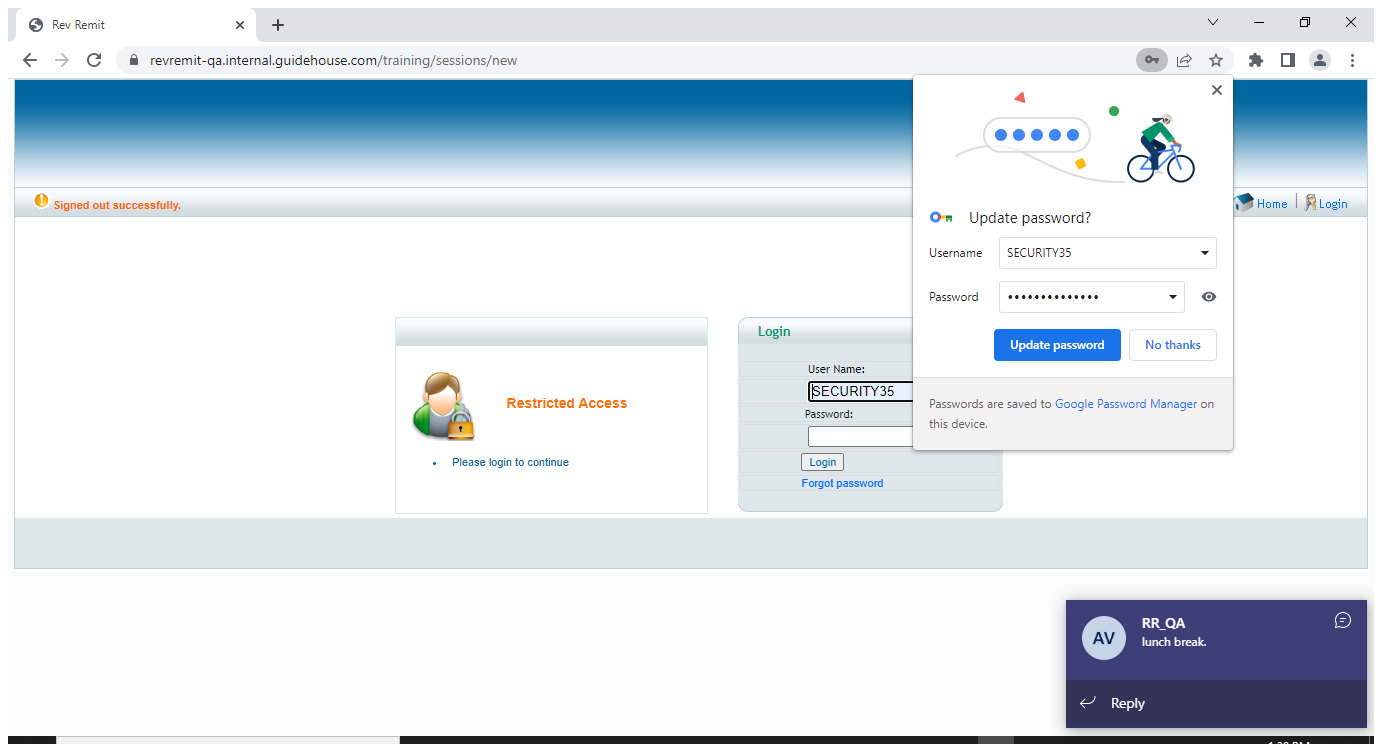 Rev Remit
revremit-qa.internal.guidehouse.com/training/sessions/new
Signed out successfully.
Home
Login
Update password?
Username SECURITY35
Password
Update password No thanks
Passwords are saved to Google Password Manager on
this device.
Restricted Access
Please login to continue
Login
User Name:
SECURITY35
Password:
Login
Forgot password
AV
RR_QA
lunch break.
Reply